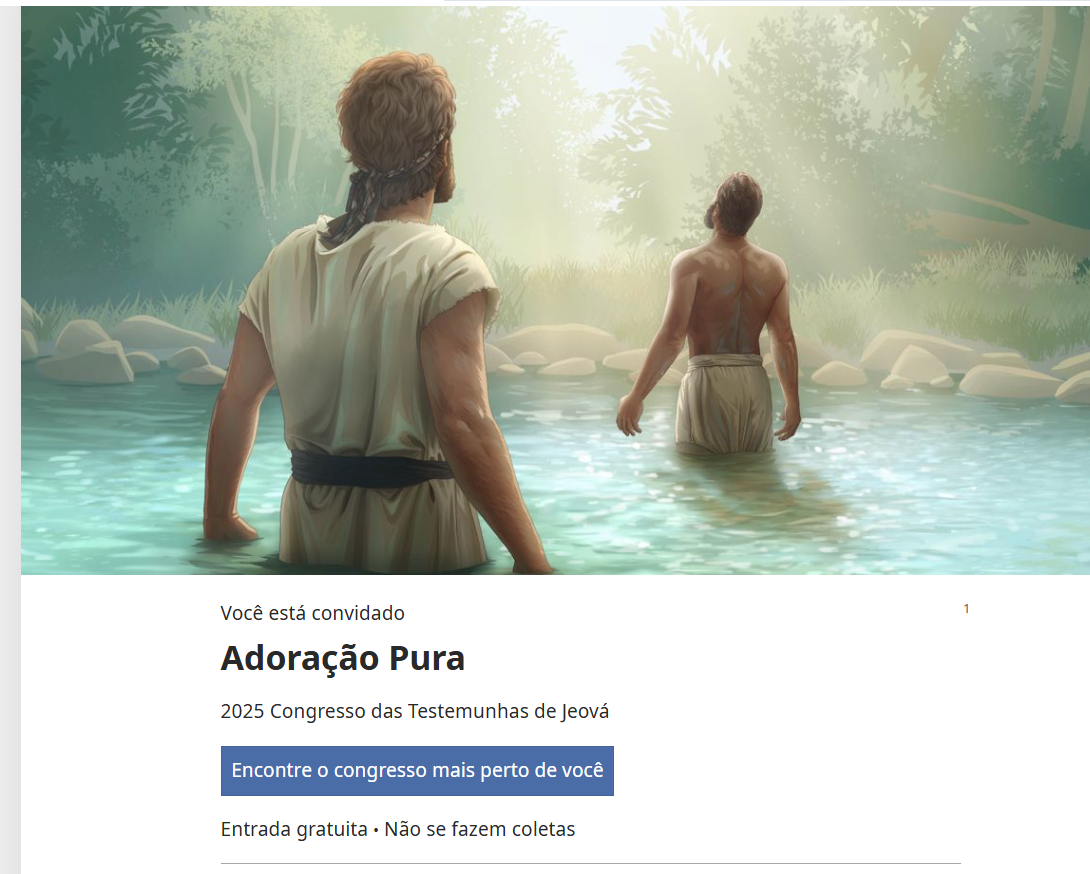 Você está convidado
1
Adoração Pura
2025 Congresso das Testemunhas de Jeová
Encontre o congresso mais perto de você
Entrada gratuita • Não se fazem coletas